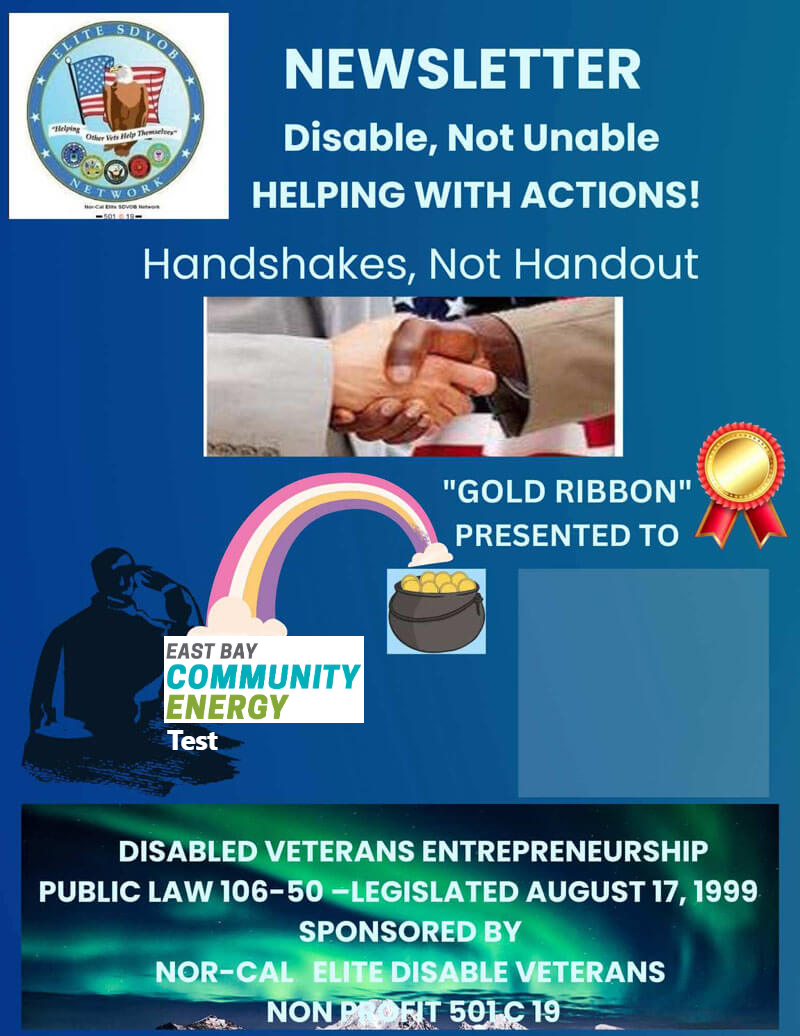 ELITE SDVOB
NEWSLETTER
Disable, Not Unable
"Helping Other Vets Help Themselves"
HELPING WITH ACTIONS!
NETWORK
Nor-Cal Elite SDVOB Network
501 C 19
Handshakes, Not Handout
"GOLD RIBBON"
PRESENTED TO
EAST BAY
COMMUNITY
ENERGY
Test
DISABLED VETERANS ENTREPRENEURSHIP
PUBLIC LAW 106-50 –LEGISLATED AUGUST 17, 1999
SPONSORED BY
NOR-CAL ELITE DISABLE VETERANS
NON PROFIT 501 C 19